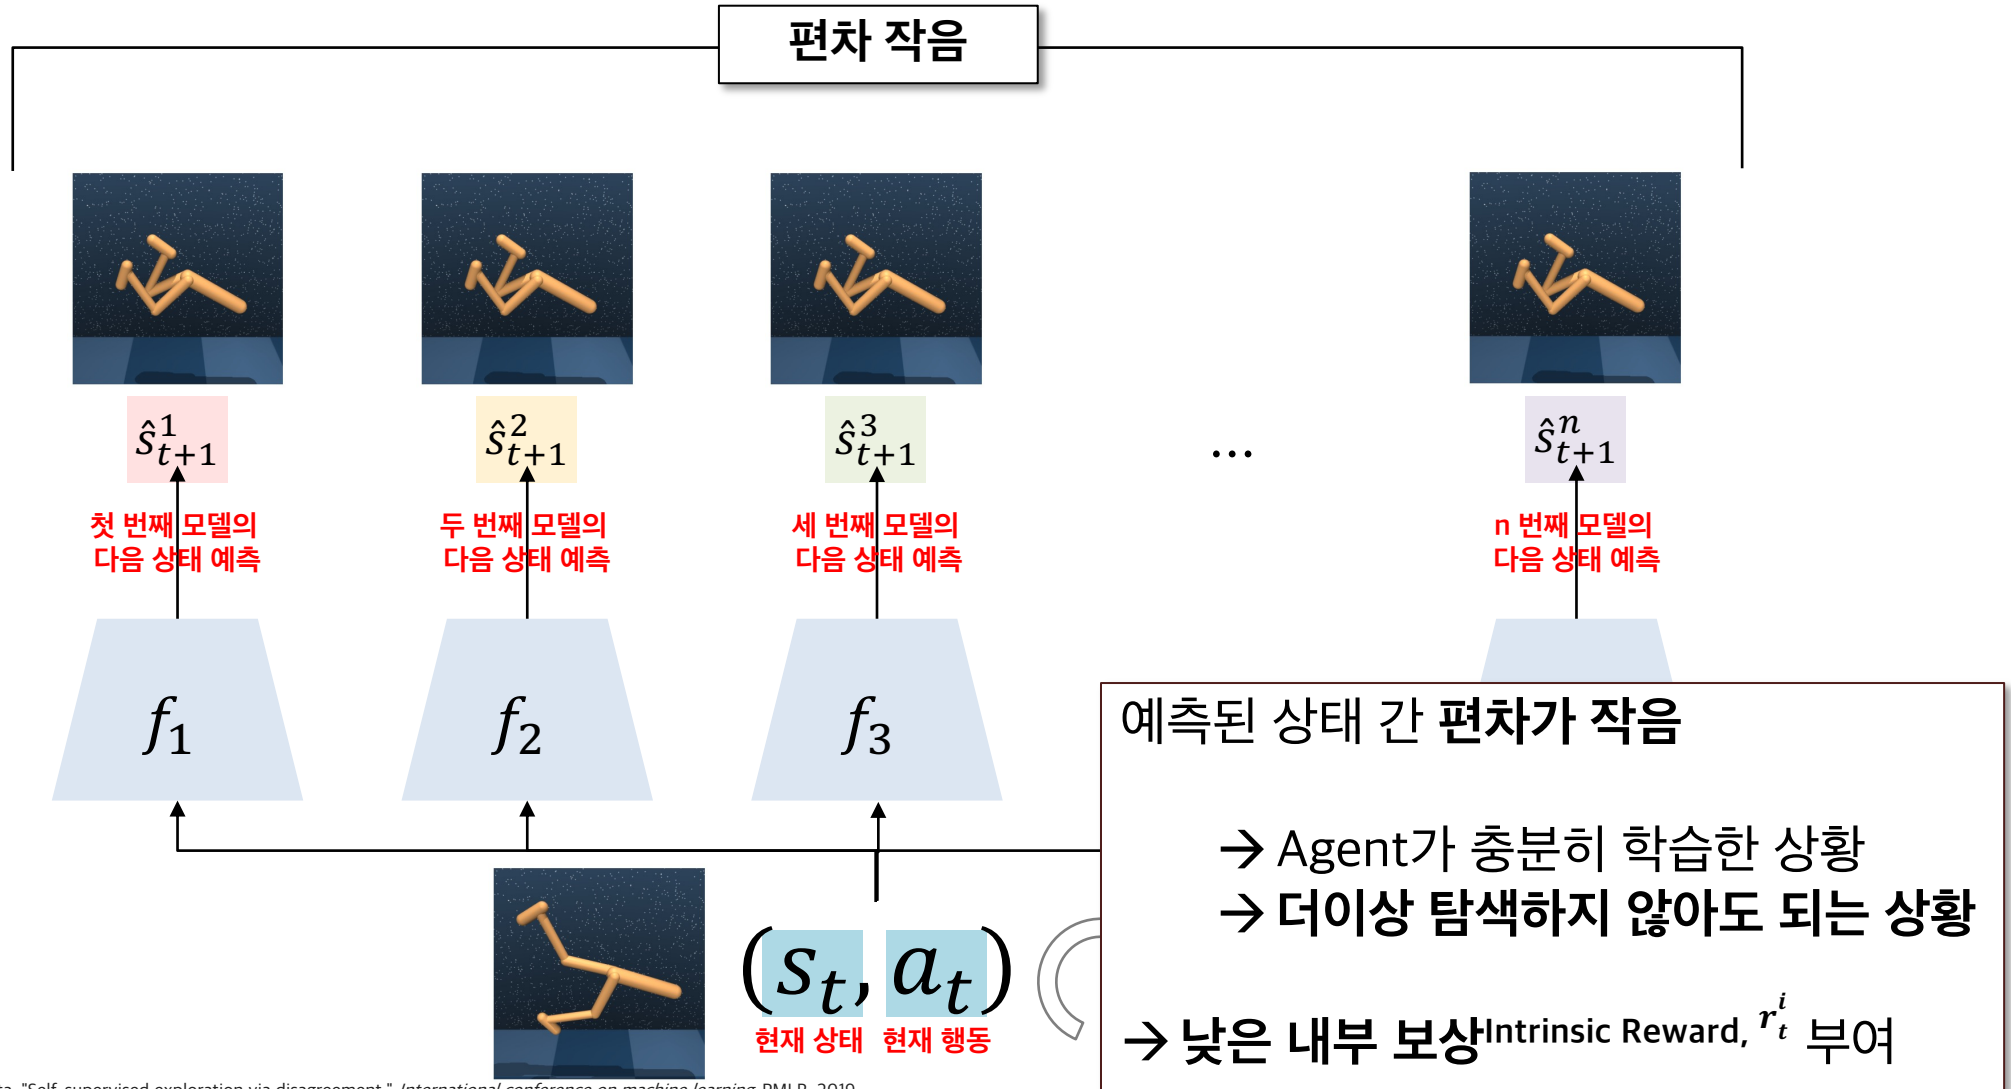 편차 작음
ŝ¹ₜ₊₁
ŝ²ₜ₊₁
ŝ³ₜ₊₁
...
ŝⁿₜ₊₁
첫 번째 모델의
다음 상태 예측
두 번째 모델의
다음 상태 예측
세 번째 모델의
다음 상태 예측
n 번째 모델의
다음 상태 예측
f₁
f₂
f₃
(sₜ, aₜ)
현재 상태
현재 행동
예측된 상태 간 편차가 작음
→ Agent가 충분히 학습한 상황
→ 더이상 탐색하지 않아도 되는 상황
→ 낮은 내부 보상Intrinsic Reward, rⁱₜ 부여
"Self-supervised exploration via disagreement." International conference on machine learning. PMLR, 2019